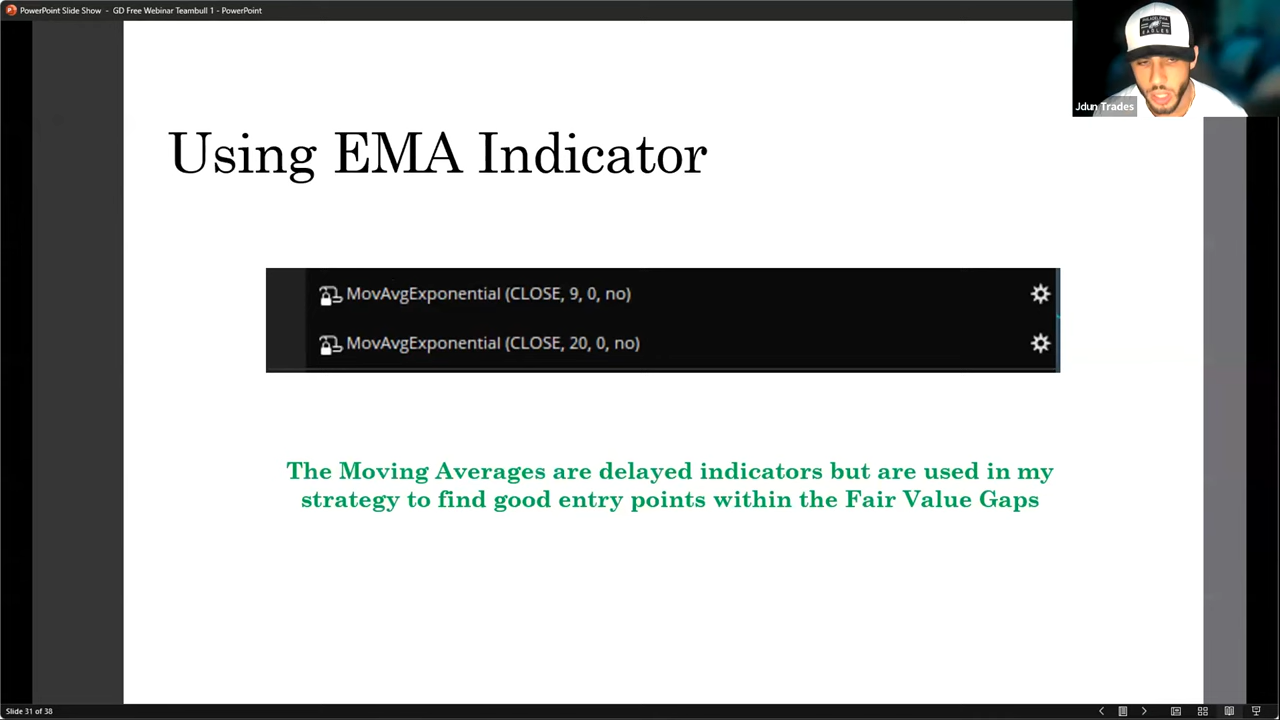 PowerPoint Slide Show - GD Free Webinar Teambull 1 - PowerPoint
PHILADELPHIA
EAGLES
Jdun Trades
Using EMA Indicator
MovAvgExponential (CLOSE, 9, 0, no)
MovAvgExponential (CLOSE, 20, 0, no)
The Moving Averages are delayed indicators but are used in my
strategy to find good entry points within the Fair Value Gaps
Slide 31 of 38